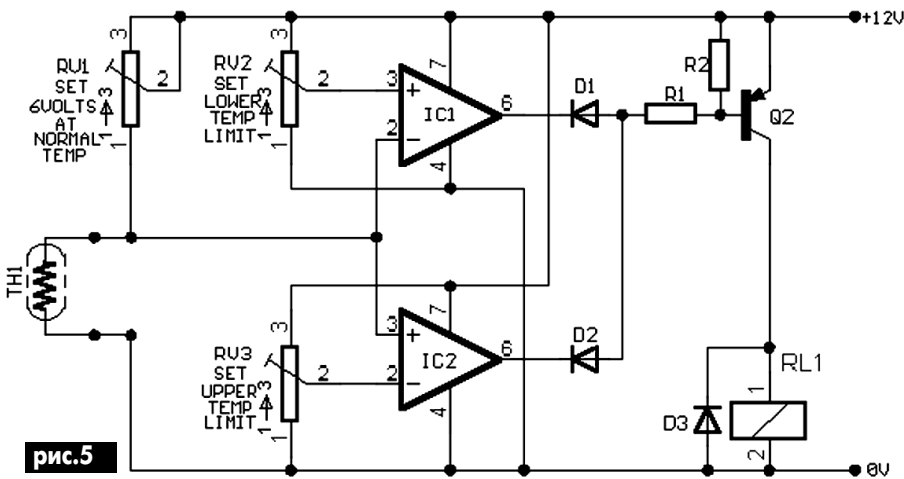 +12V
3
RV1
SET
6VOLTS
AT
NORMAL
TEMP
2
3
1
3
RV2
SET
LOWER
TEMP
LIMIT
2
3
1
3
2
+
−
IC1
7
4
6
D1
R1
R2
Q2
TH1
3
RV3
SET
UPPER
TEMP
LIMIT
2
3
1
3
2
+
−
IC2
7
4
6
D2
D3
RL1
1
2
0V
рис.5